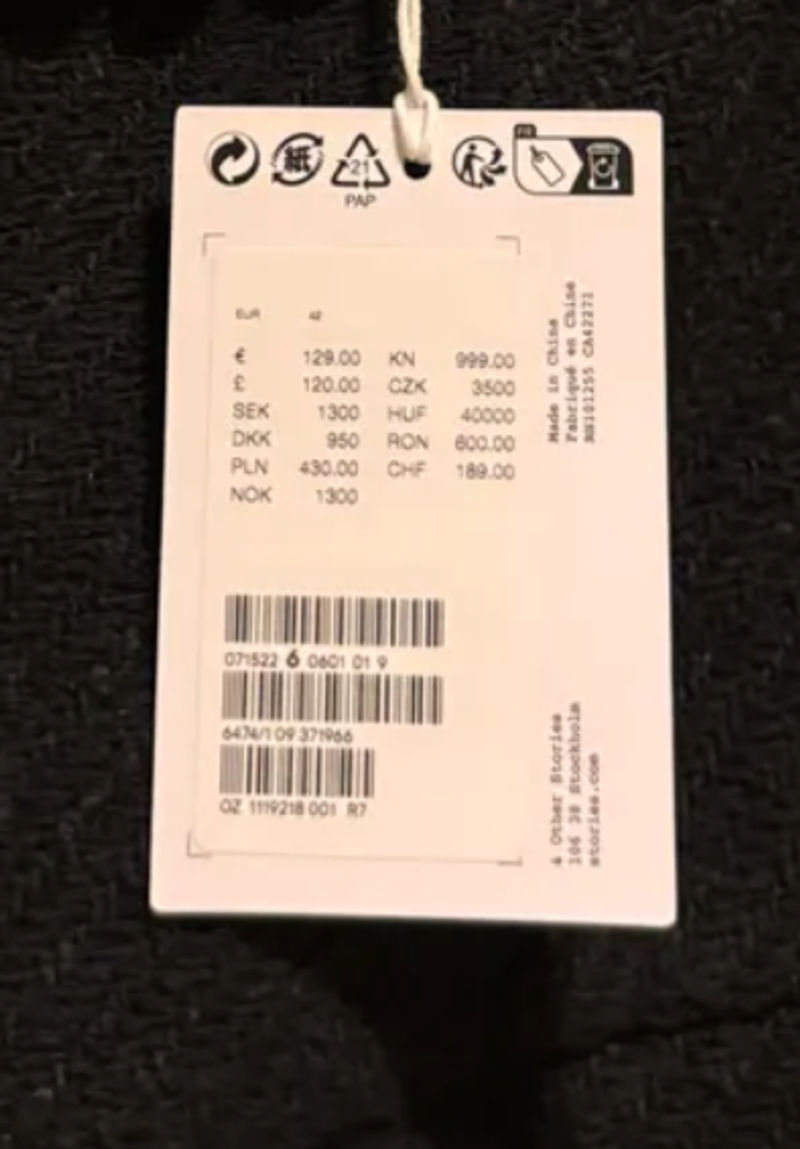 紙
21
PAP
FR
EUR 42
€ 129.00 KN 999.00
£ 120.00 CZK 3500
SEK 1300 HUF 40000
DKK 950 RON 600.00
PLN 430.00 CHF 189.00
NOK 1300
071522 6 0601 01 9
6474/1 09 371966
OZ 1119218 001 R7
Made in China
Fabriqué en Chine
& Other Stories
106 38 Stockholm
stories.com